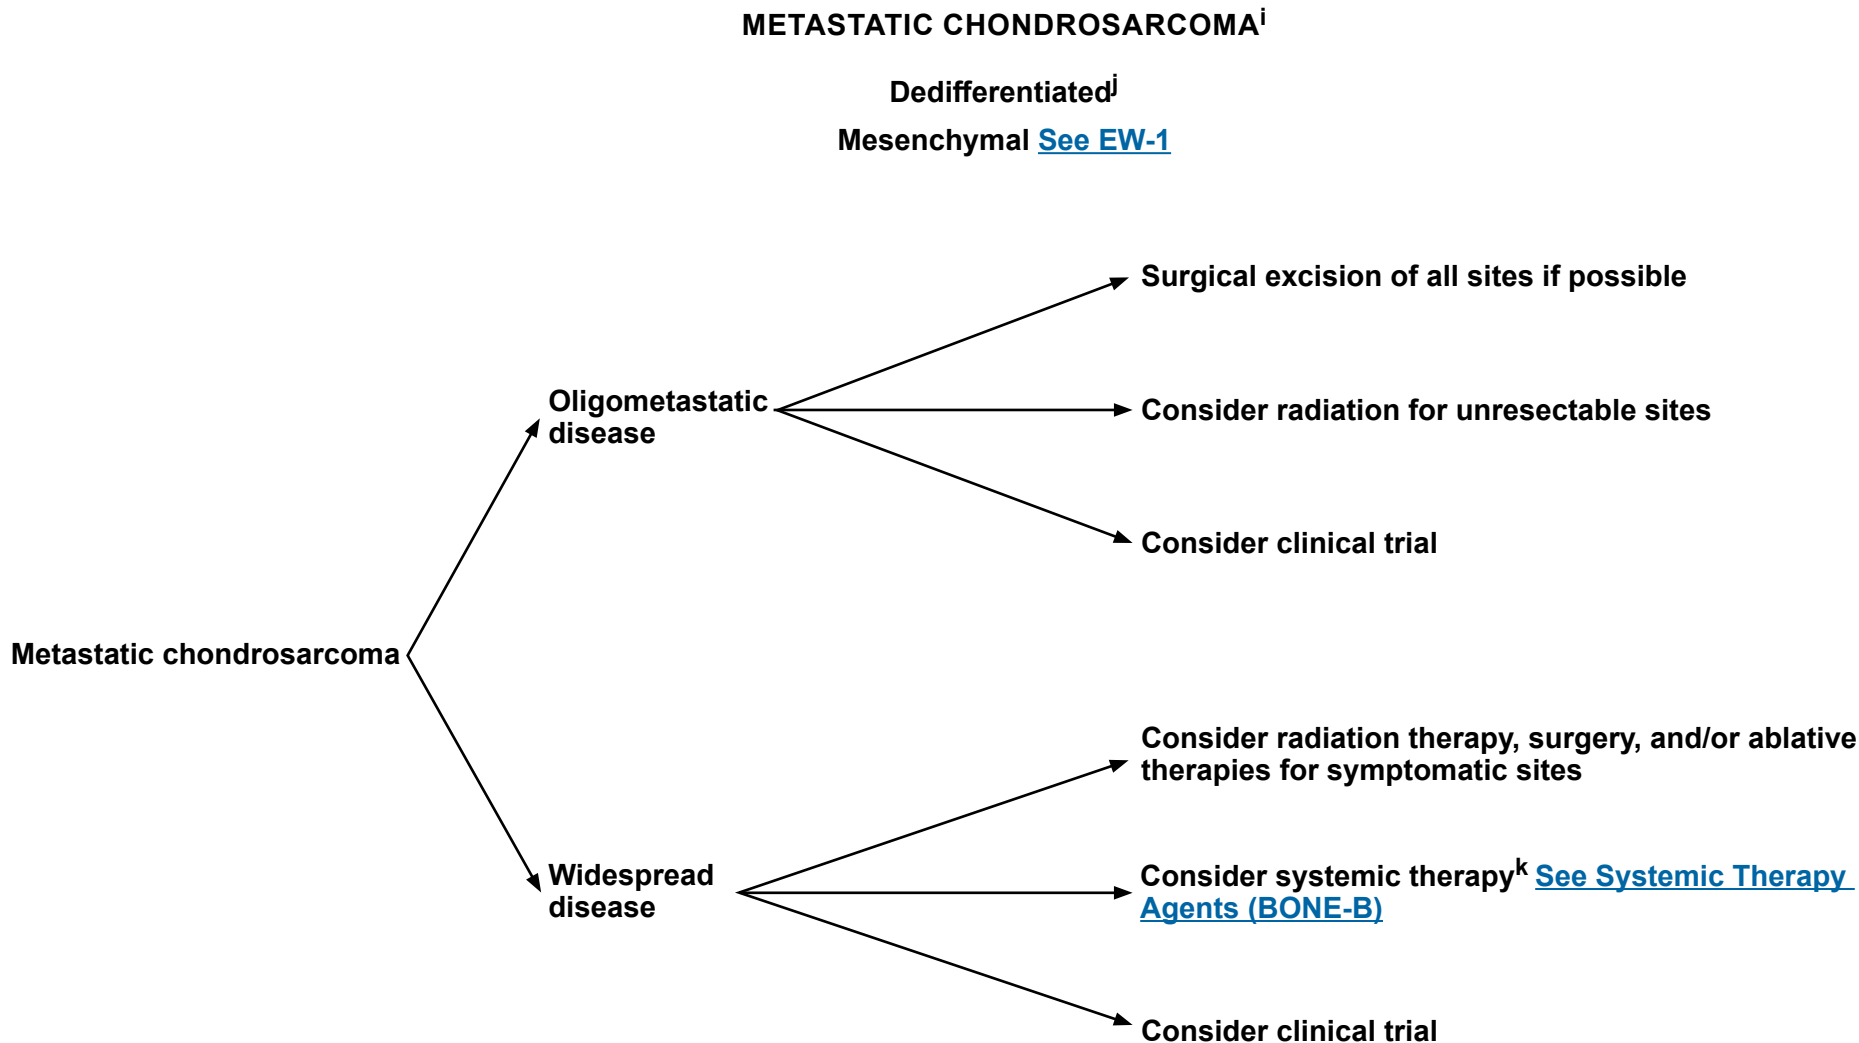 METASTATIC CHONDROSARCOMAⁱ
Dedifferentiatedʲ
Mesenchymal See EW-1
Surgical excision of all sites if possible
Oligometastatic
disease
Consider radiation for unresectable sites
Consider clinical trial
Metastatic chondrosarcoma
Consider radiation therapy, surgery, and/or ablative
therapies for symptomatic sites
Widespread
disease
Consider systemic therapyᵏ See Systemic Therapy
Agents (BONE-B)
Consider clinical trial